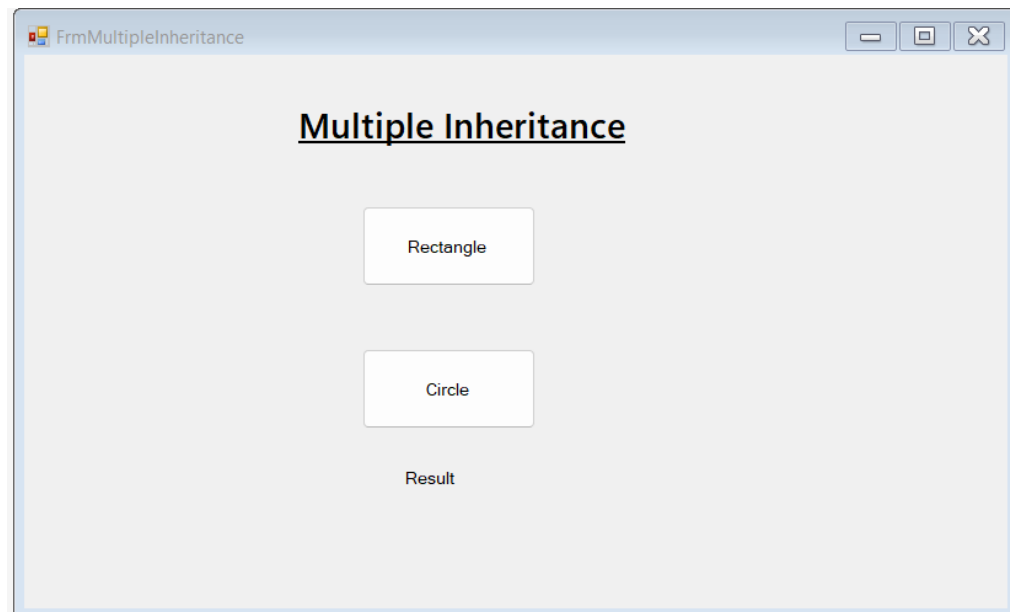 FrmMultipleInheritance
Multiple Inheritance
Rectangle
Circle
Result